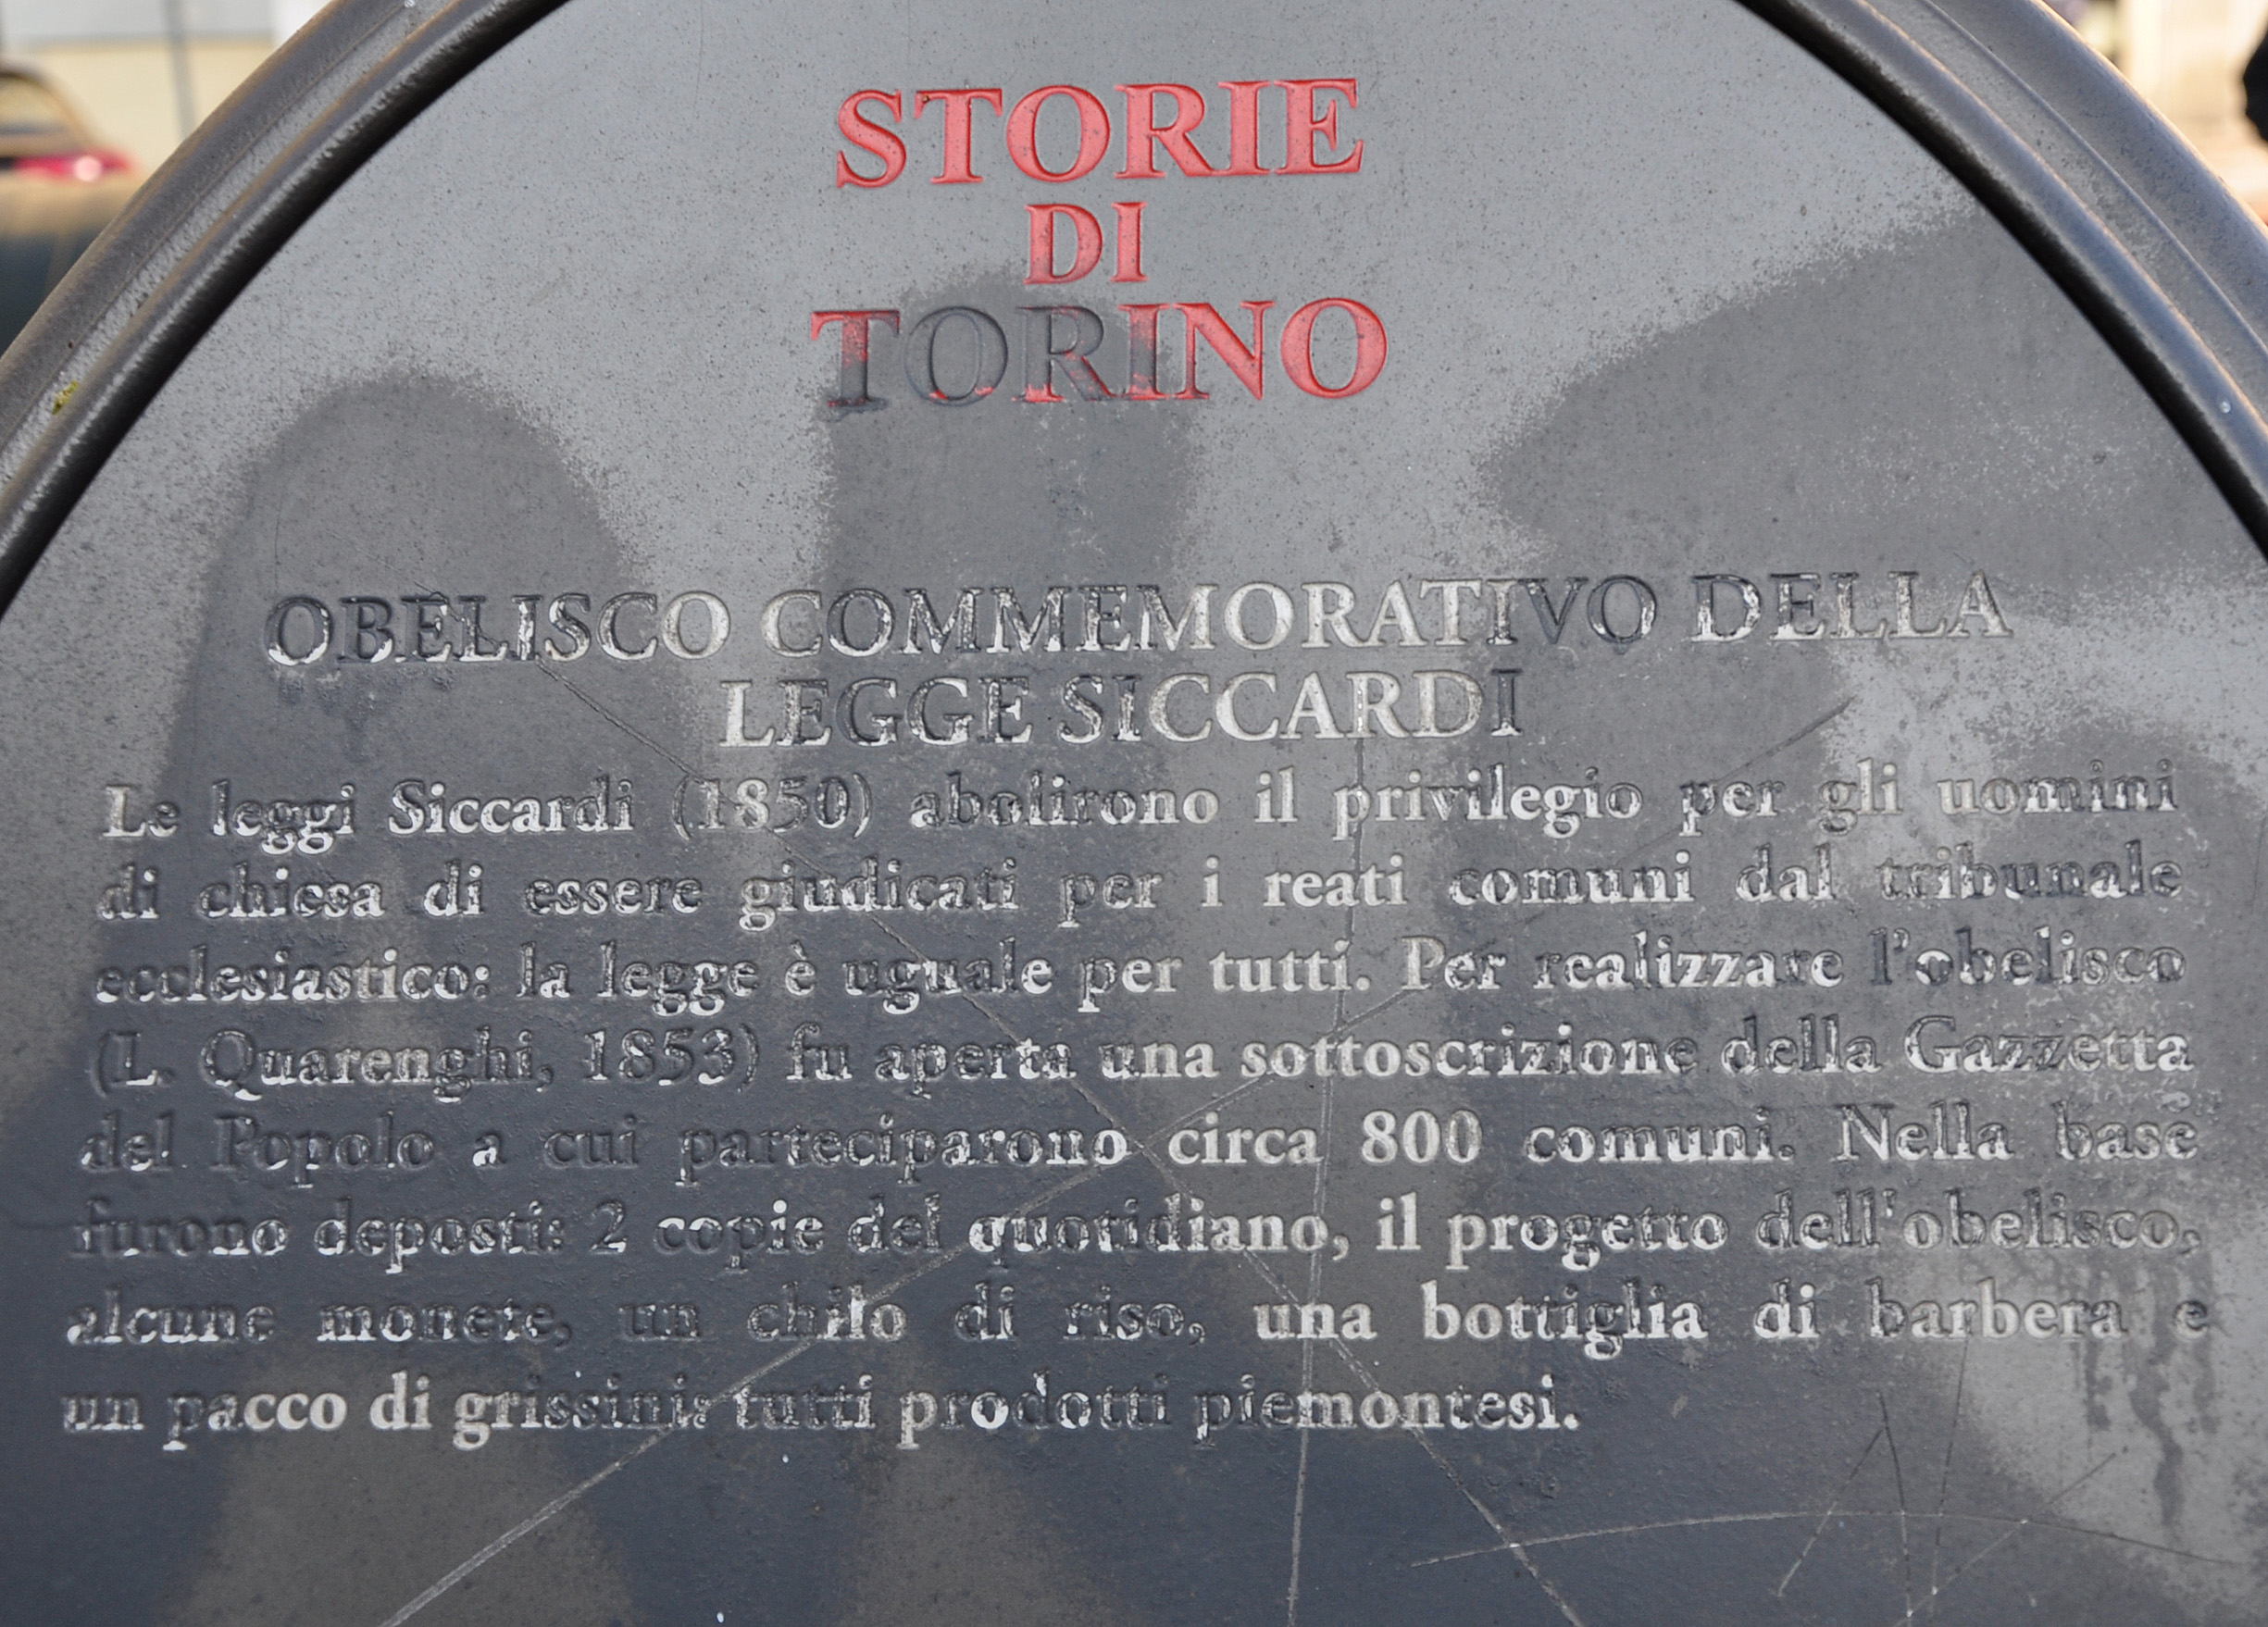 STORIE
DI
TORINO
OBELISCO COMMEMORATIVO DELLA
LEGGE SICCARDI
Le leggi Siccardi (1850) abolirono il privilegio per gli uomini
di chiesa di essere giudicati per i reati comuni dal tribunale
ecclesiastico: la legge è uguale per tutti. Per realizzare l'obelisco
(L. Quarenghi, 1853) fu aperta una sottoscrizione della Gazzetta
del Popolo a cui parteciparono circa 800 comuni. Nella base
furono deposti: 2 copie del quotidiano, il progetto dell'obelisco,
alcune monete, un chilo di riso, una bottiglia di barbera e
un pacco di grissini: tutti prodotti piemontesi.